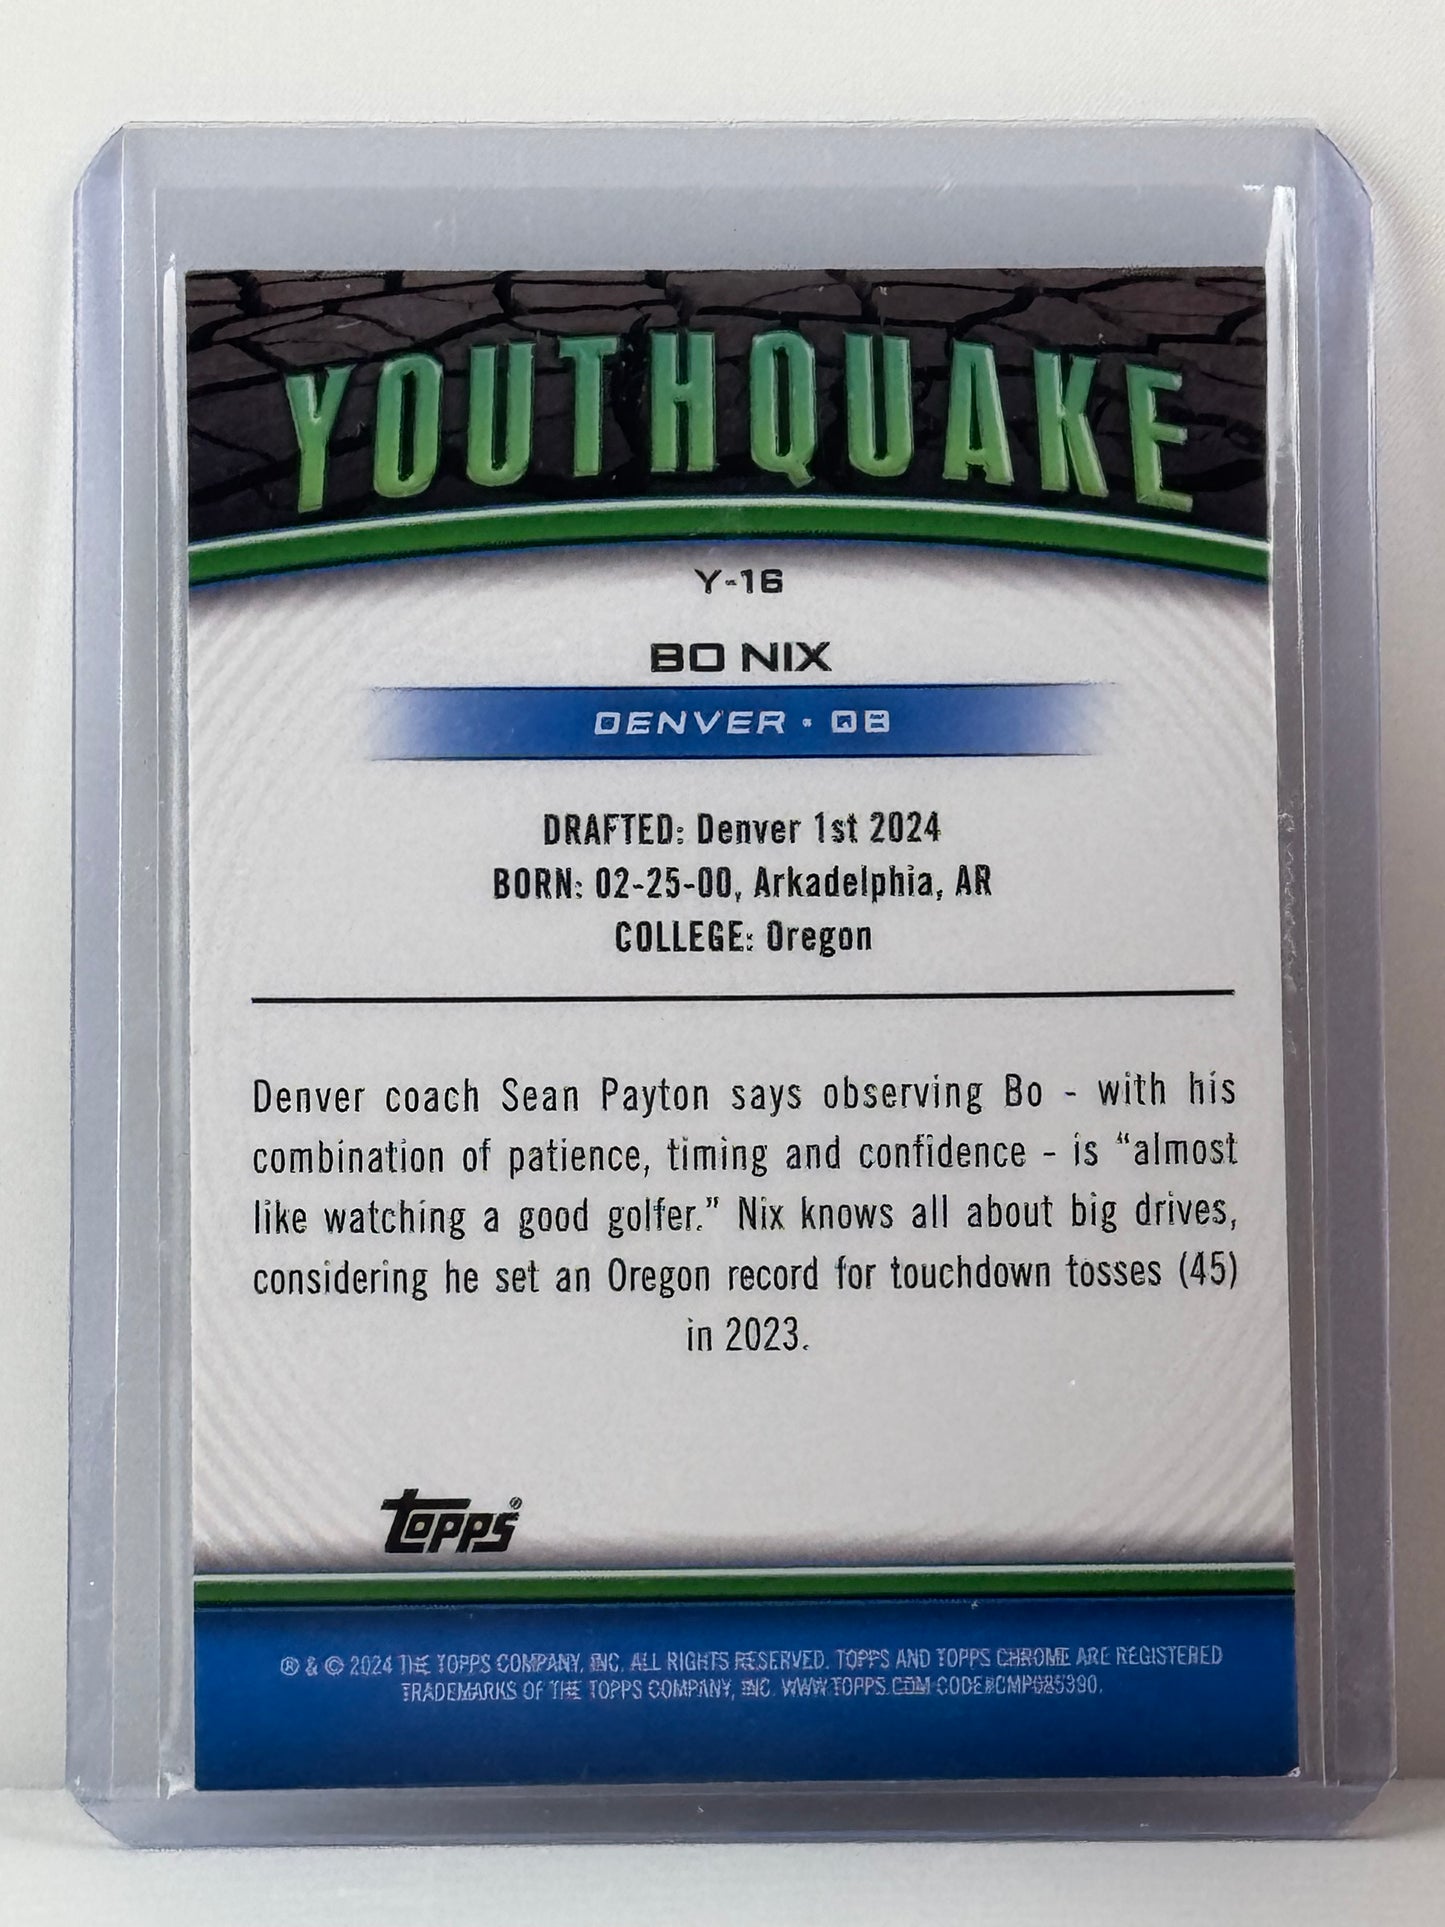 YOUTHQUAKE
Y-16
BO NIX
DENVER • QB
DRAFTED: Denver 1st 2024
BORN: 02-25-00, Arkadelphia, AR
COLLEGE: Oregon
Denver coach Sean Payton says observing Bo - with his
combination of patience, timing and confidence - is “almost
like watching a good golfer.” Nix knows all about big drives,
considering he set an Oregon record for touchdown tosses (45)
in 2023.
Topps®
® & © 2024 THE TOPPS COMPANY, INC. ALL RIGHTS RESERVED. TOPPS AND TOPPS CHROME ARE REGISTERED
TRADEMARKS OF THE TOPPS COMPANY, INC. WWW.TOPPS.COM CODE#CMP085390.